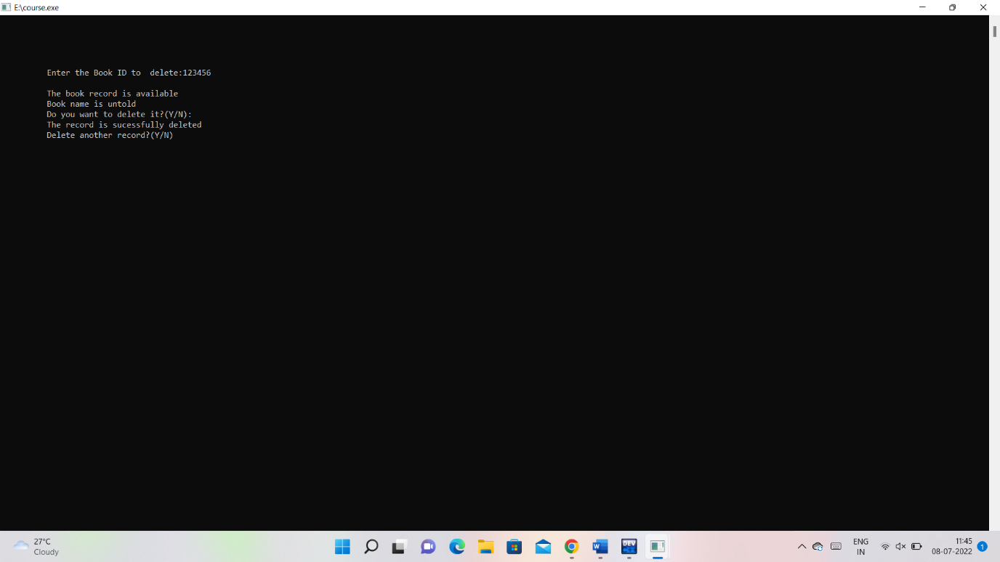 E:\course.exe
Enter the Book ID to  delete:123456
The book record is available
Book name is untold
Do you want to delete it?(Y/N):
The record is sucessfully deleted
Delete another record?(Y/N)
27°C
Cloudy
W
DEV
C++
ENG
IN
11:45
08-07-2022
1